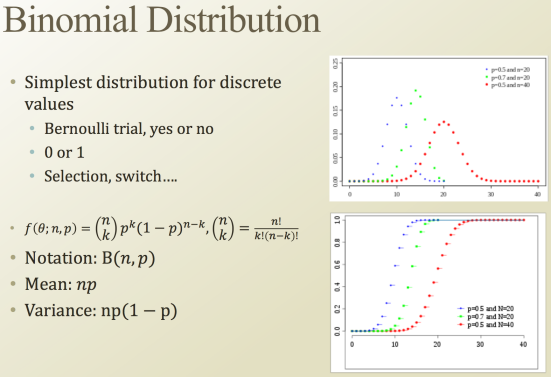 Binomial Distribution
• Simplest distribution for discrete
values
• Bernoulli trial, yes or no
• 0 or 1
• Selection, switch....
• f(θ; n, p) = (n k) p^k (1 − p)^{n−k}, (n k) = n! / k!(n−k)!
• Notation: B(n, p)
• Mean: np
• Variance: np(1 − p)
0.25
0.20
0.15
0.10
0.05
0.00
p=0.5 and n=20
p=0.7 and n=20
p=0.5 and n=40
0 10 20 30 40
1.0
0.8
0.6
0.4
0.2
0.0
p=0.5 and N=20
p=0.7 and N=20
p=0.5 and N=40
0 10 20 30 40